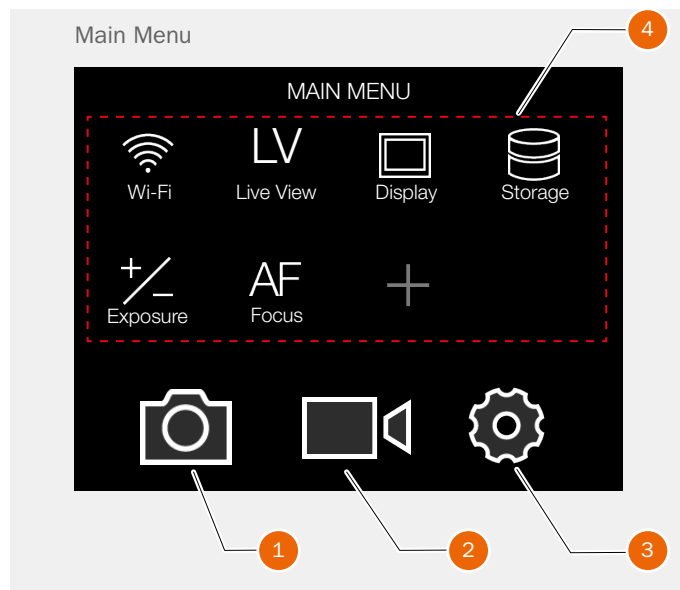 Main Menu
4
MAIN MENU
LV
Wi-Fi Live View Display Storage
AF
Exposure Focus
1 2 3